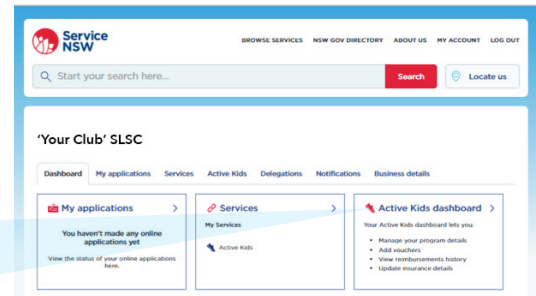 Service
NSW
BROWSE SERVICES NSW GOV DIRECTORY ABOUT US MY ACCOUNT LOG OUT
Start your search here...
Search
Locate us
'Your Club' SLSC
Dashboard My applications Services Active Kids Delegations Notifications Business details
My applications
You haven't made any online
applications yet
View the status of your online applications
here.
Services
My Services
Active Kids
Active Kids dashboard
Your Active Kids dashboard lets you:
• Manage your program details
• Add vouchers
• View reimbursements history
• Update insurance details